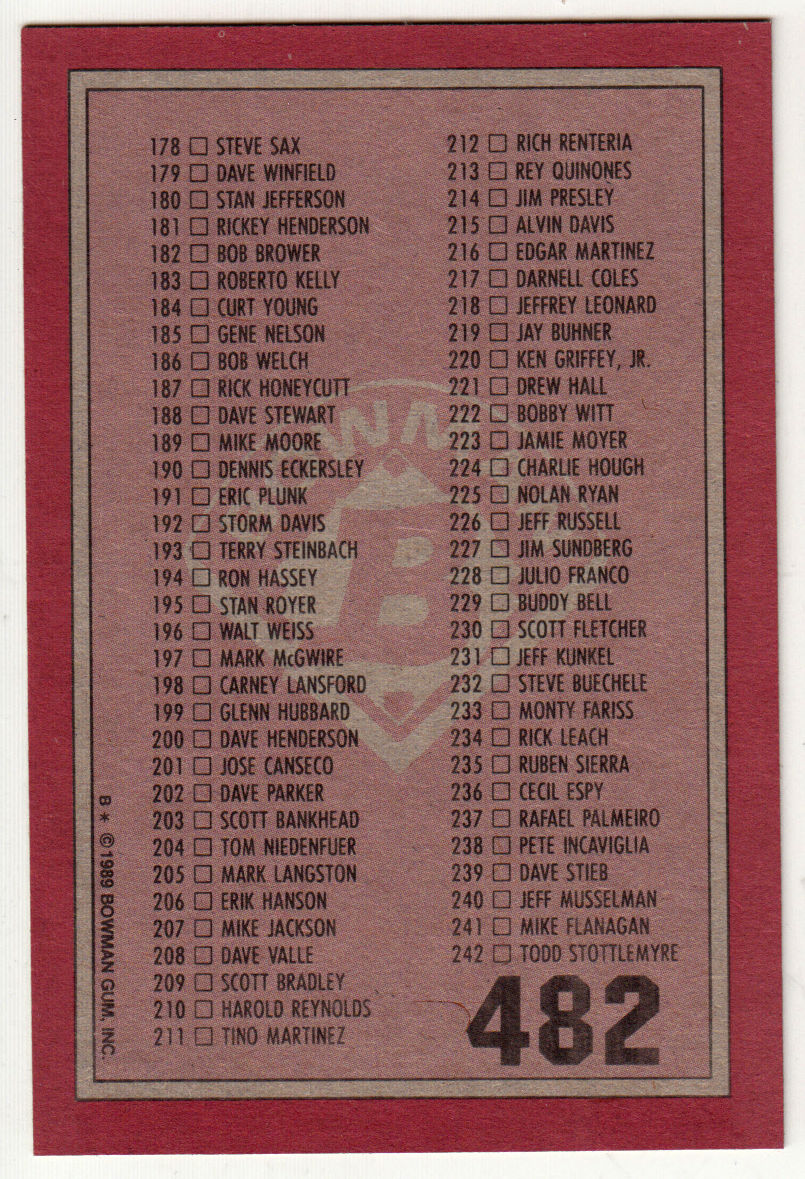 178 □ STEVE SAX
179 □ DAVE WINFIELD
180 □ STAN JEFFERSON
181 □ RICKEY HENDERSON
182 □ BOB BROWER
183 □ ROBERTO KELLY
184 □ CURT YOUNG
185 □ GENE NELSON
186 □ BOB WELCH
187 □ RICK HONEYCUTT
188 □ DAVE STEWART
189 □ MIKE MOORE
190 □ DENNIS ECKERSLEY
191 □ ERIC PLUNK
192 □ STORM DAVIS
193 □ TERRY STEINBACH
194 □ RON HASSEY
195 □ STAN ROYER
196 □ WALT WEISS
197 □ MARK McGWIRE
198 □ CARNEY LANSFORD
199 □ GLENN HUBBARD
200 □ DAVE HENDERSON
201 □ JOSE CANSECO
202 □ DAVE PARKER
203 □ SCOTT BANKHEAD
204 □ TOM NIEDENFUER
205 □ MARK LANGSTON
206 □ ERIK HANSON
207 □ MIKE JACKSON
208 □ DAVE VALLE
209 □ SCOTT BRADLEY
210 □ HAROLD REYNOLDS
211 □ TINO MARTINEZ
212 □ RICH RENTERIA
213 □ REY QUINONES
214 □ JIM PRESLEY
215 □ ALVIN DAVIS
216 □ EDGAR MARTINEZ
217 □ DARNELL COLES
218 □ JEFFREY LEONARD
219 □ JAY BUHNER
220 □ KEN GRIFFEY, JR.
221 □ DREW HALL
222 □ BOBBY WITT
223 □ JAMIE MOYER
224 □ CHARLIE HOUGH
225 □ NOLAN RYAN
226 □ JEFF RUSSELL
227 □ JIM SUNDBERG
228 □ JULIO FRANCO
229 □ BUDDY BELL
230 □ SCOTT FLETCHER
231 □ JEFF KUNKEL
232 □ STEVE BUECHELE
233 □ MONTY FARISS
234 □ RICK LEACH
235 □ RUBEN SIERRA
236 □ CECIL ESPY
237 □ RAFAEL PALMEIRO
238 □ PETE INCAVIGLIA
239 □ DAVE STIEB
240 □ JEFF MUSSELMAN
241 □ MIKE FLANAGAN
242 □ TODD STOTTLEMYRE
482
B * © 1989 BOWMAN GUM, INC.
BOWMAN
B